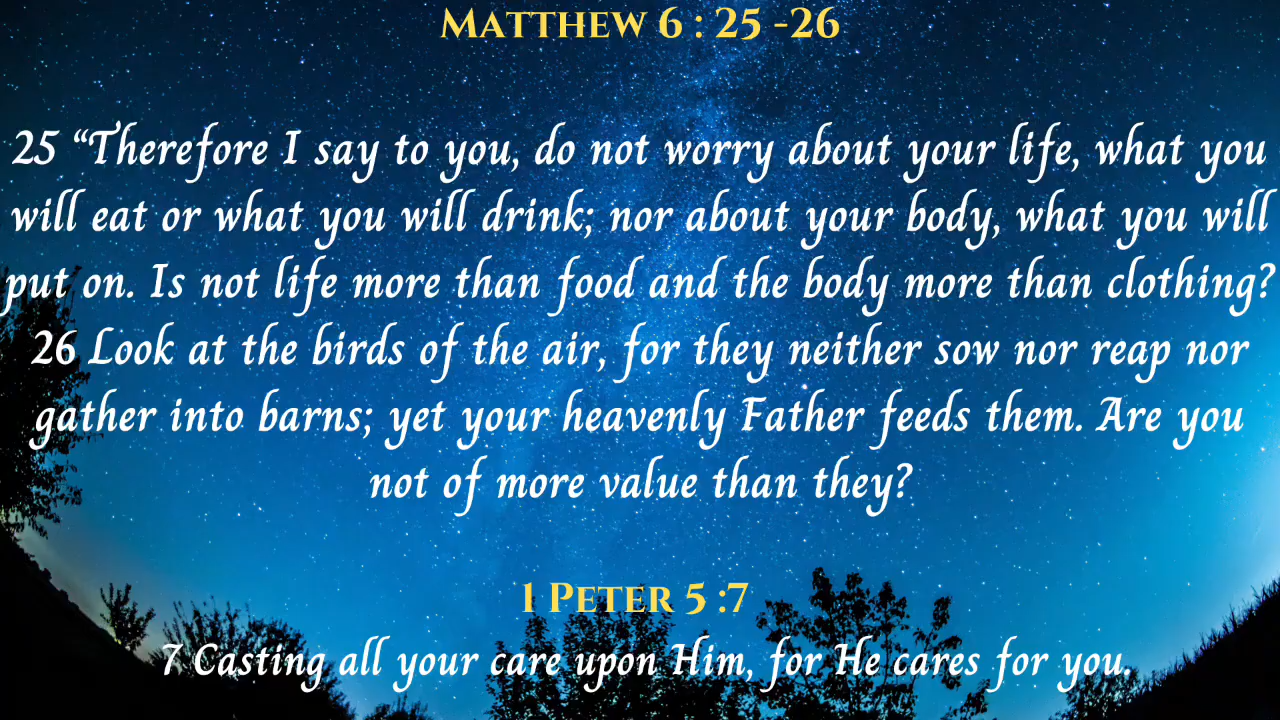 Matthew 6 : 25 -26
25 “Therefore I say to you, do not worry about your life, what you
will eat or what you will drink; nor about your body, what you will
put on. Is not life more than food and the body more than clothing?
26 Look at the birds of the air, for they neither sow nor reap nor
gather into barns; yet your heavenly Father feeds them. Are you
not of more value than they?
1 Peter 5 :7
7 Casting all your care upon Him, for He cares for you.